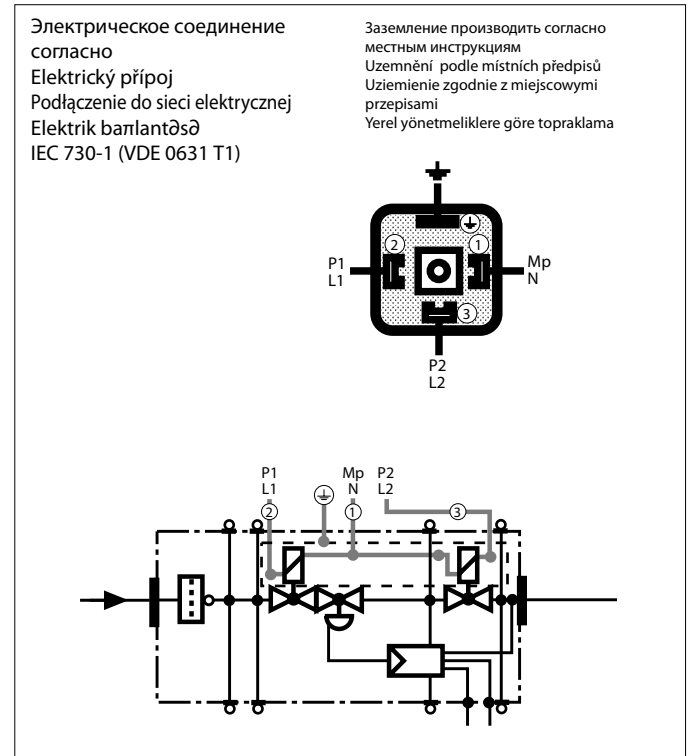 Электрическое соединение
согласно
Elektrický přípoj
Podłączenie do sieci elektrycznej
Elektrik baπlant∂s∂
IEC 730-1 (VDE 0631 T1)
Заземление производить согласно
местным инструкциям
Uzemnění podle místních předpisů
Uziemienie zgodnie z miejscowymi
przepisami
Yerel yönetmeliklere göre topraklama
2
1
P1
L1
Mp
N
3
P2
L2
P1
L1
Mp
N
P2
L2
2
1
3